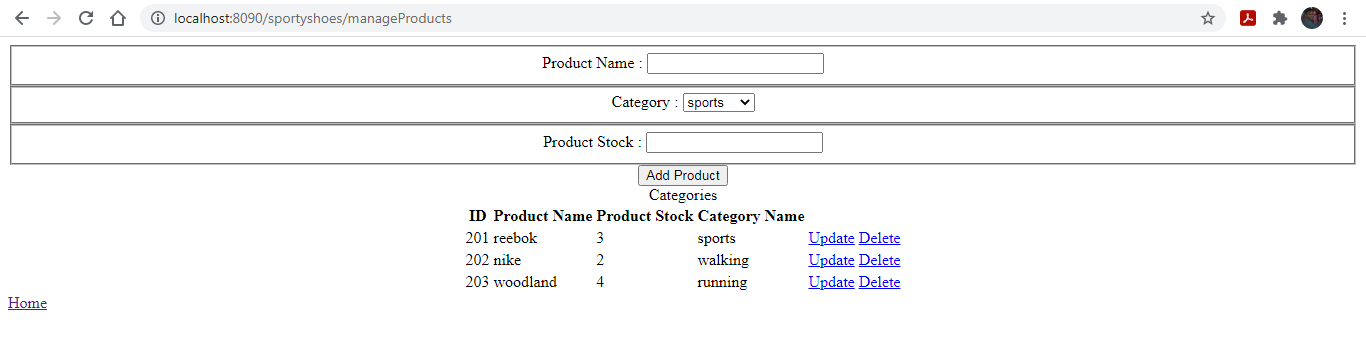 localhost:8090/sportyshoes/manageProducts
Product Name :
Category : sports
Product Stock :
Add Product
Categories
ID Product Name Product Stock Category Name
201 reebok 3 sports Update Delete
202 nike 2 walking Update Delete
203 woodland 4 running Update Delete
Home